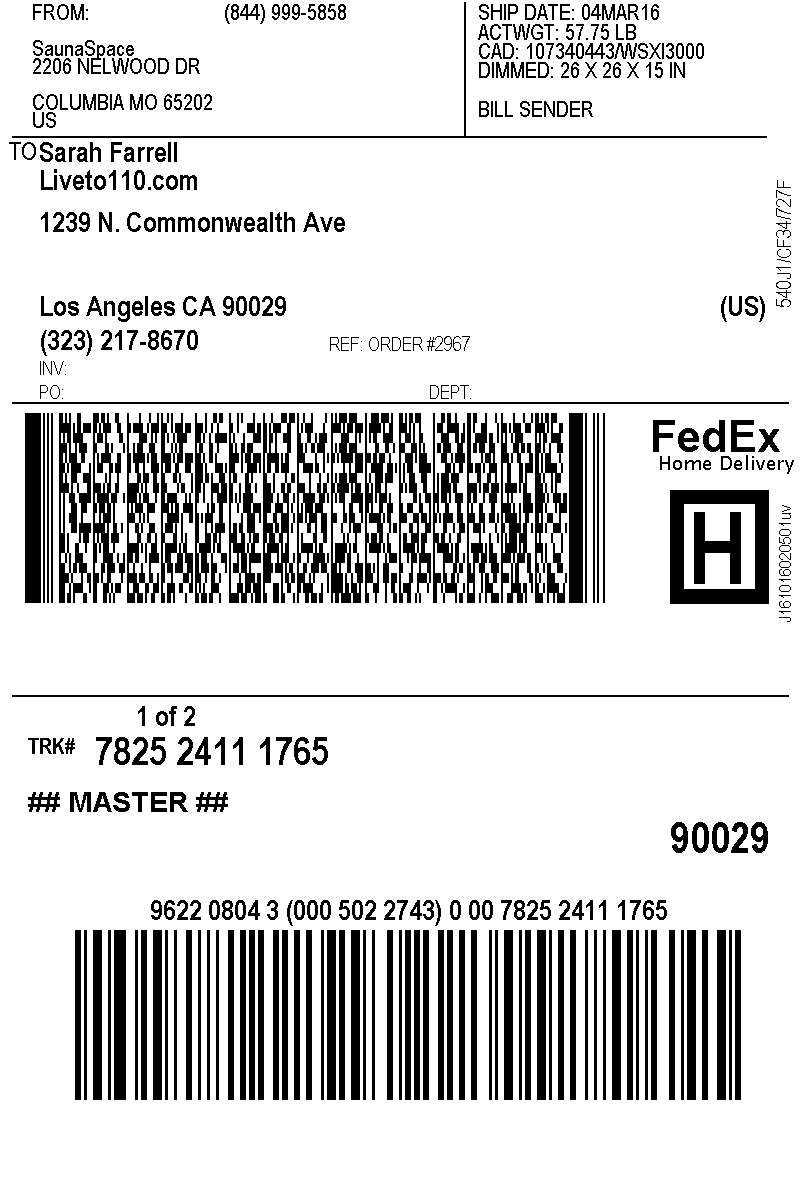 FROM: (844) 999-5858
SaunaSpace
2206 NELWOOD DR
COLUMBIA MO 65202
US
SHIP DATE: 04MAR16
ACTWGT: 57.75 LB
CAD: 107340443/WSXI3000
DIMMED: 26 X 26 X 15 IN
BILL SENDER
TO Sarah Farrell
Liveto110.com
1239 N. Commonwealth Ave
Los Angeles CA 90029 (US)
(323) 217-8670 REF: ORDER #2967
INV:
PO: DEPT:
540J1/CF34/727F
FedEx
Home Delivery
H
J161016020501uv
1 of 2
TRK# 7825 2411 1765
## MASTER ##
90029
9622 0804 3 (000 502 2743) 0 00 7825 2411 1765